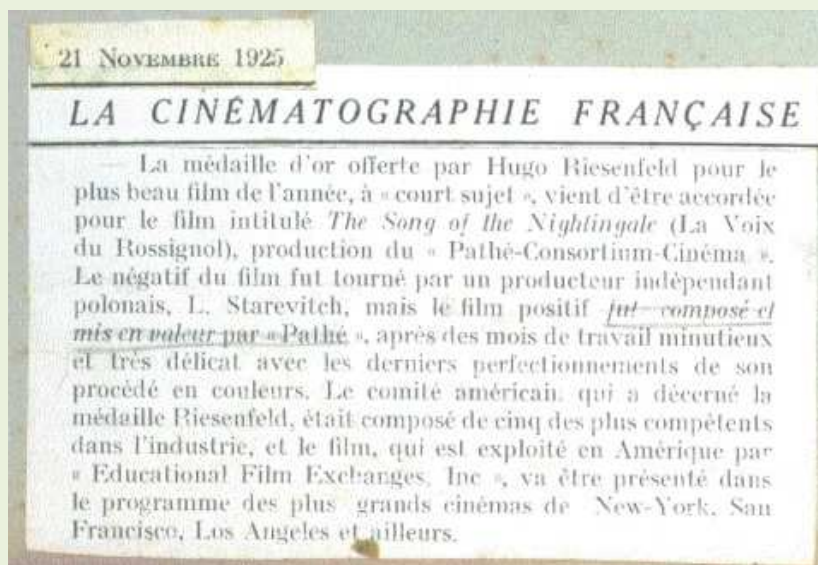 21 NOVEMBRE 1925
LA CINÉMATOGRAPHIE FRANÇAISE
— La médaille d'or offerte par Hugo Riesenfeld pour le
plus beau film de l'année, à « court sujet », vient d'être accordée
pour le film intitulé The Song of the Nightingale (La Voix
du Rossignol), production du « Pathé-Consortium-Cinéma ».
Le négatif du film fut tourné par un producteur indépendant
polonais, L. Starevitch, mais le film positif fut composé et
mis en valeur par « Pathé », après des mois de travail minutieux
et très délicat avec les derniers perfectionnements de son
procédé en couleurs. Le comité américain qui a décerné la
médaille Riesenfeld, était composé de cinq des plus compétents
dans l'industrie, et le film, qui est exploité en Amérique par
« Educational Film Exchanges, Inc », va être présenté dans
le programme des plus grands cinémas de New-York, San
Francisco, Los Angeles et ailleurs.